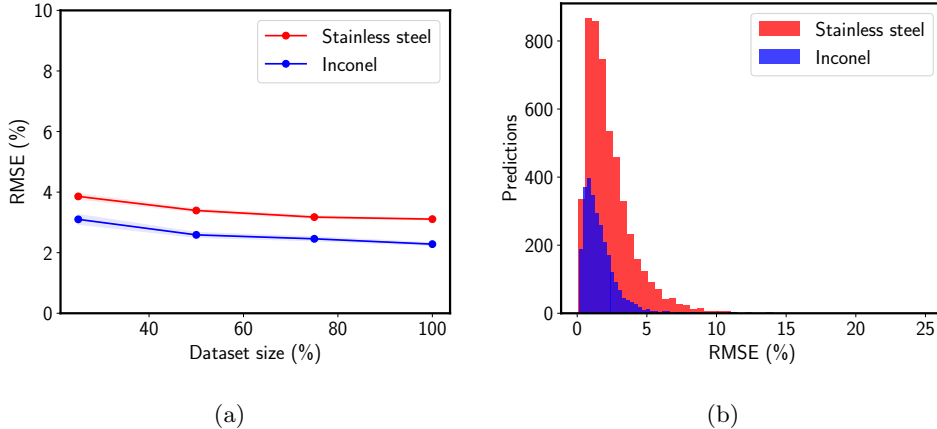 10
8
6
4
2
0
RMSE (%)
Stainless steel
Inconel
40
60
80
100
Dataset size (%)
(a)
800
600
400
200
0
Predictions
Stainless steel
Inconel
0
5
10
15
20
25
RMSE (%)
(b)